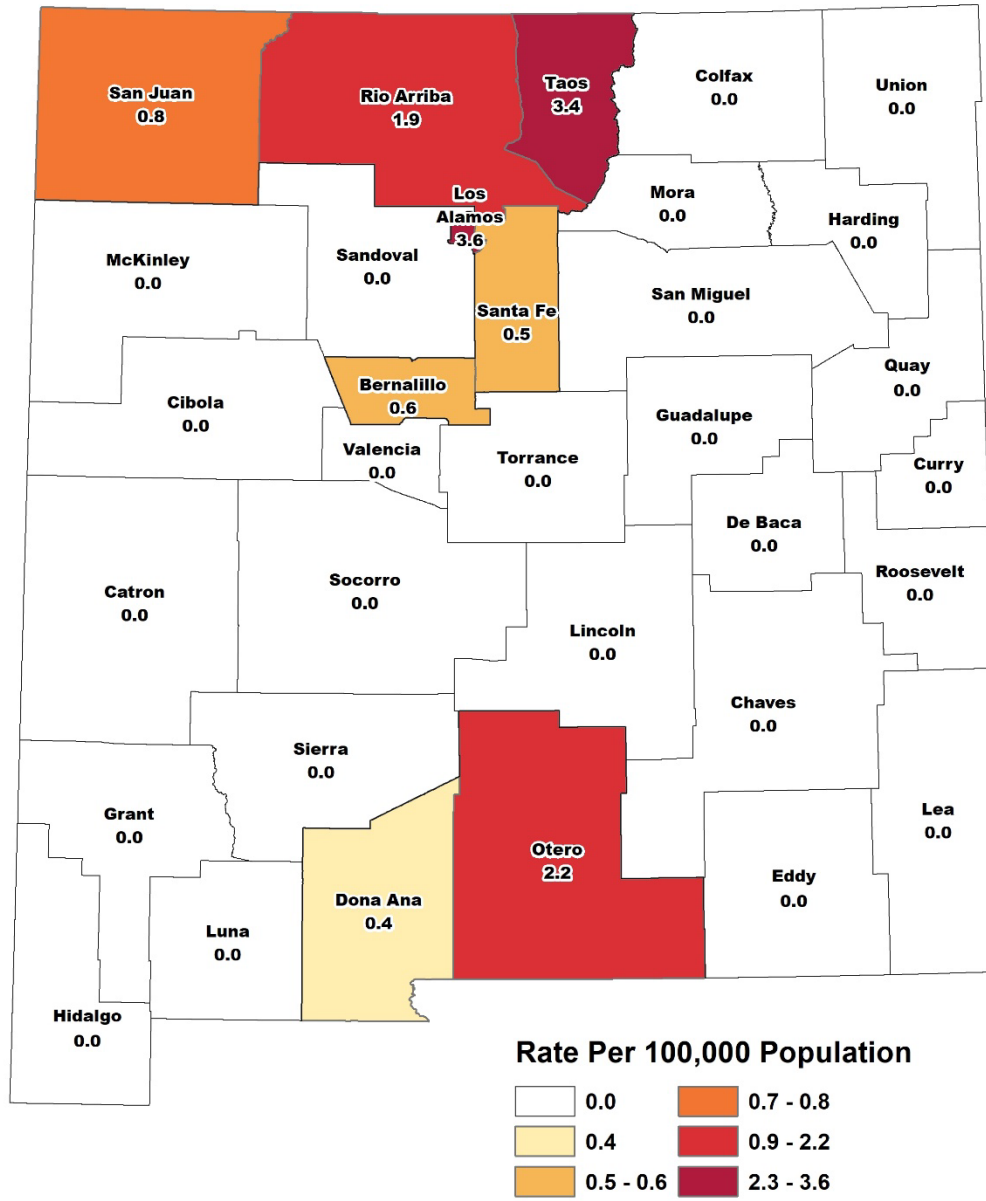 San Juan
0.8
Rio Arriba
1.9
Taos
3.4
Colfax
0.0
Union
0.0
Los
Alamos
3.6
Mora
0.0
Harding
0.0
McKinley
0.0
Sandoval
0.0
Santa Fe
0.5
San Miguel
0.0
Quay
0.0
Cibola
0.0
Bernalillo
0.6
Valencia
0.0
Torrance
0.0
Guadalupe
0.0
Curry
0.0
De Baca
0.0
Roosevelt
0.0
Catron
0.0
Socorro
0.0
Lincoln
0.0
Chaves
0.0
Sierra
0.0
Grant
0.0
Lea
0.0
Otero
2.2
Eddy
0.0
Dona Ana
0.4
Luna
0.0
Hidalgo
0.0
Rate Per 100,000 Population
0.0
0.4
0.5 - 0.6
0.7 - 0.8
0.9 - 2.2
2.3 - 3.6